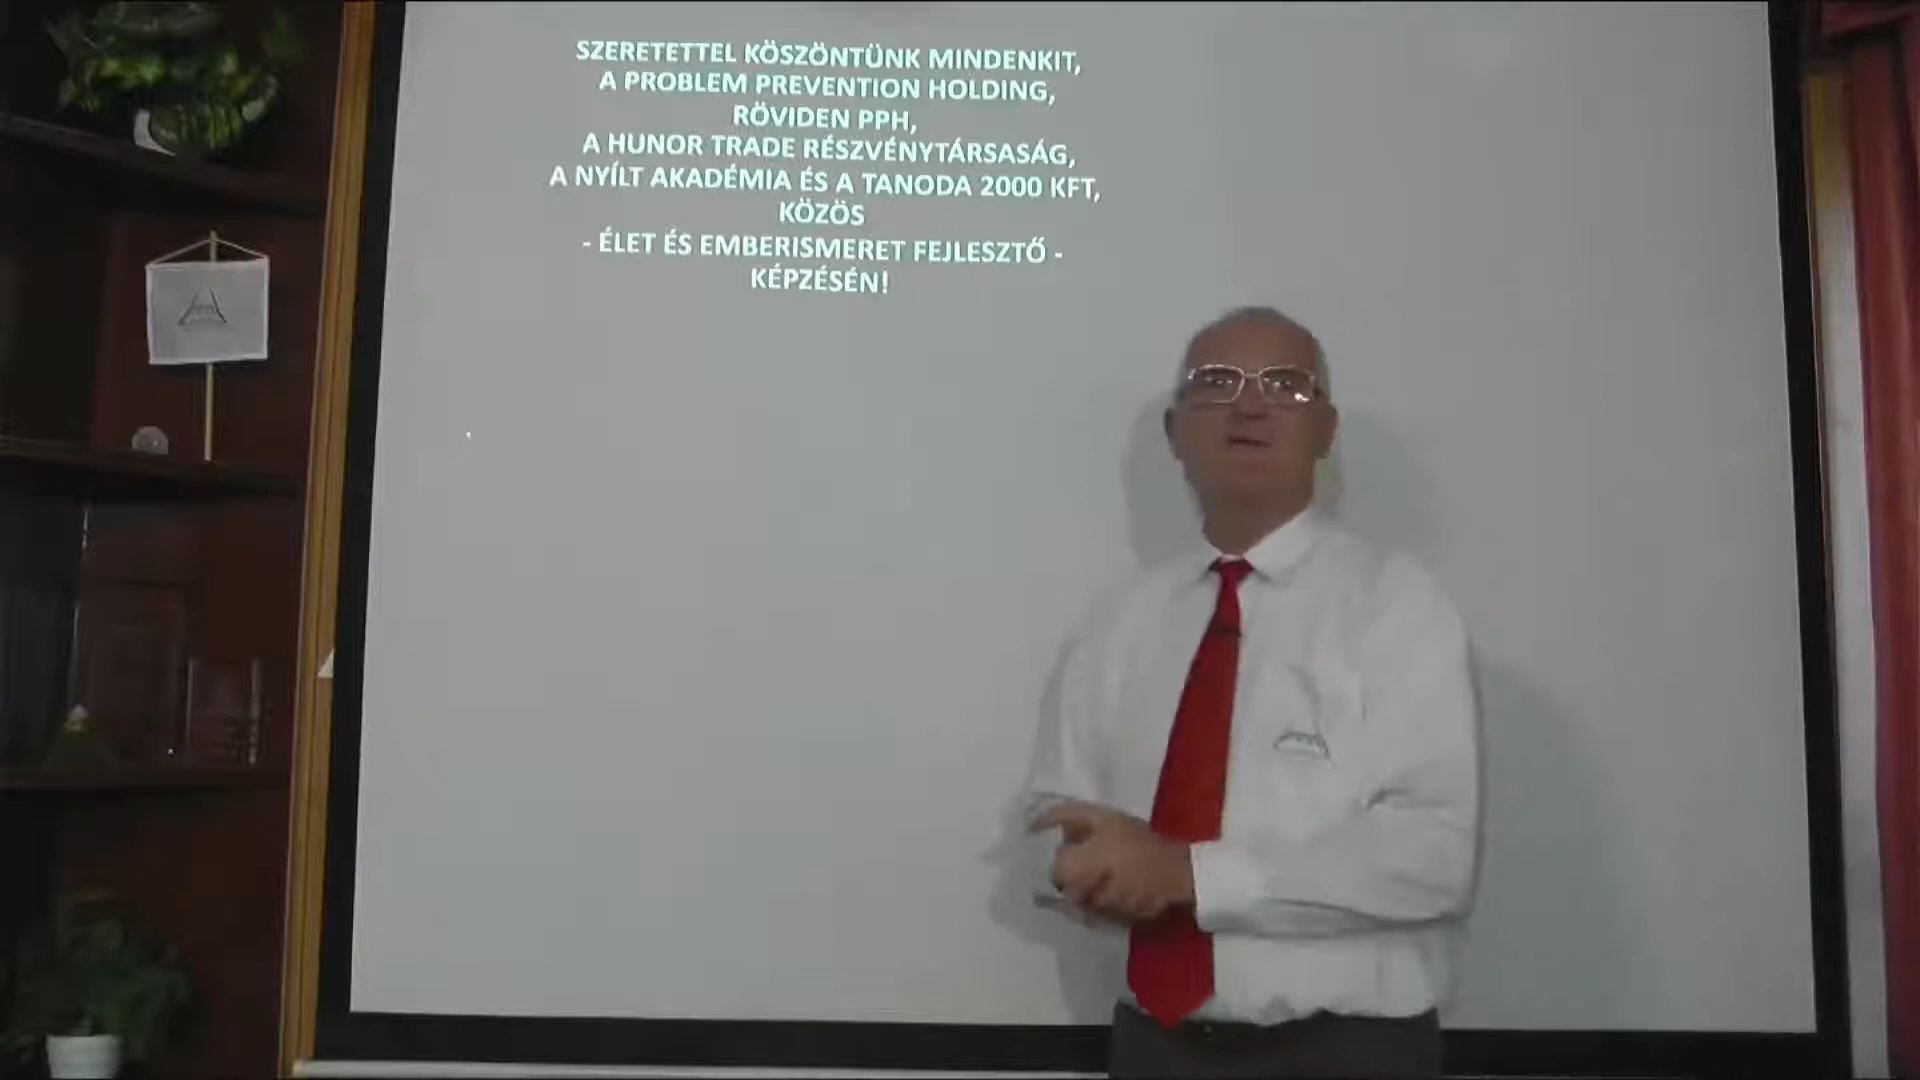 SZERETETTEL KÖSZÖNTÜNK MINDENKIT,
A PROBLEM PREVENTION HOLDING,
RÖVIDEN PPH,
A HUNOR TRADE RÉSZVÉNYTÁRSASÁG,
A NYÍLT AKADÉMIA ÉS A TANODA 2000 KFT,
KÖZÖS
- ÉLET ÉS EMBERISMERET FEJLESZTŐ -
KÉPZÉSÉN!